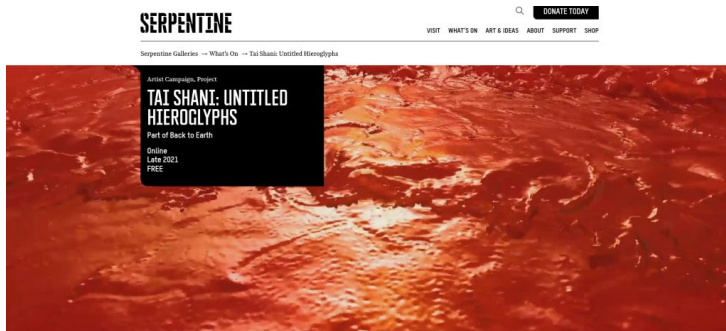 SERPENTINE
DONATE TODAY
VISIT WHAT'S ON ART & IDEAS ABOUT SUPPORT SHOP
Serpentine Galleries → What's On → Tai Shani: Untitled Hieroglyphs
Artist Campaign, Project
TAI SHANI: UNTITLED
HIEROGLYPHS
Part of Back to Earth
Online
Late 2021
FREE